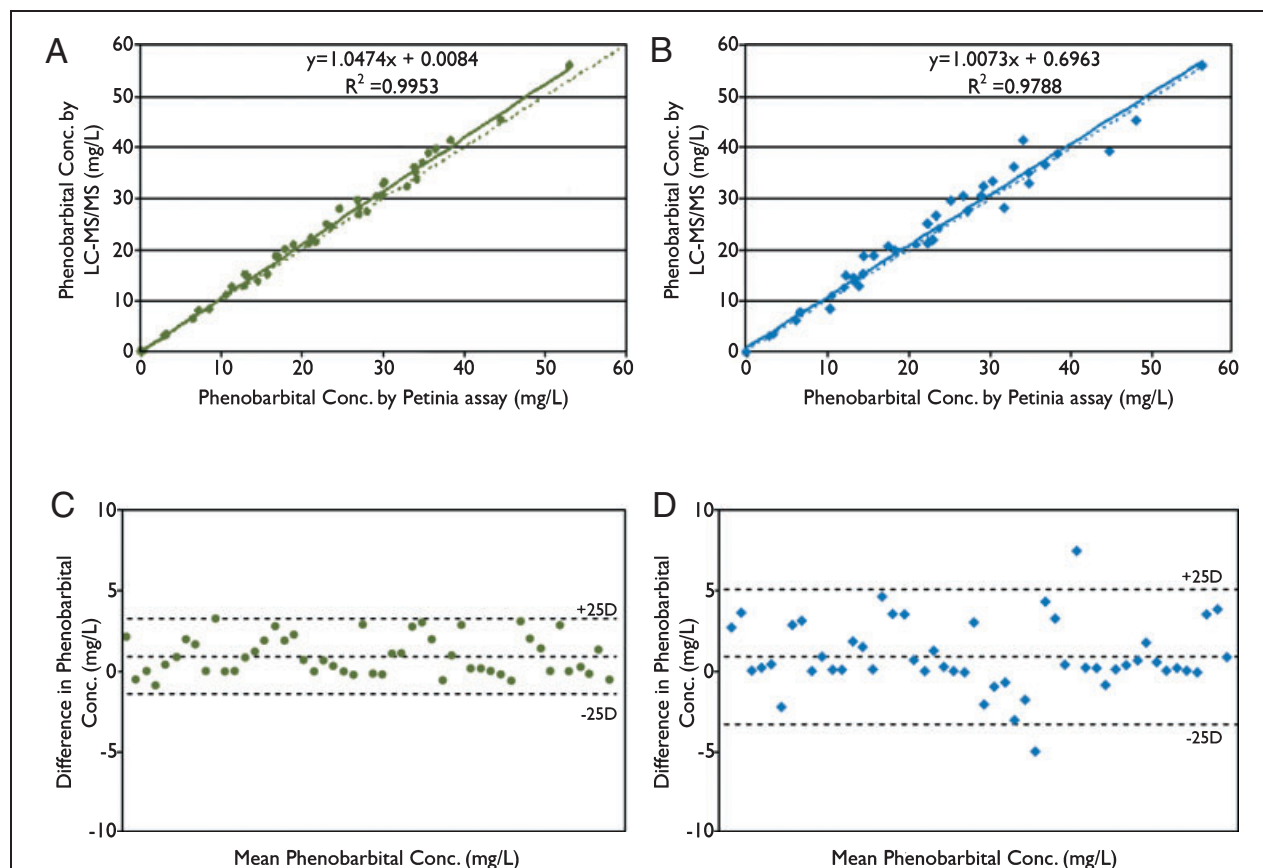 A
60
50
40
30
20
10
0
y=1.0474x + 0.0084
R² =0.9953
Phenobarbital Conc. by
LC-MS/MS (mg/L)
0 10 20 30 40 50 60
Phenobarbital Conc. by Petinia assay (mg/L)
B
60
50
40
30
20
10
0
y=1.0073x + 0.6963
R² =0.9788
Phenobarbital Conc. by
LC-MS/MS (mg/L)
0 10 20 30 40 50 60
Phenobarbital Conc. by Petinia assay (mg/L)
C
10
5
0
-5
-10
Difference in Phenobarbital
Conc. (mg/L)
+25D
-25D
Mean Phenobarbital Conc. (mg/L)
D
10
5
0
-5
-10
Difference in Phenobarbital
Conc. (mg/L)
+25D
-25D
Mean Phenobarbital Conc. (mg/L)